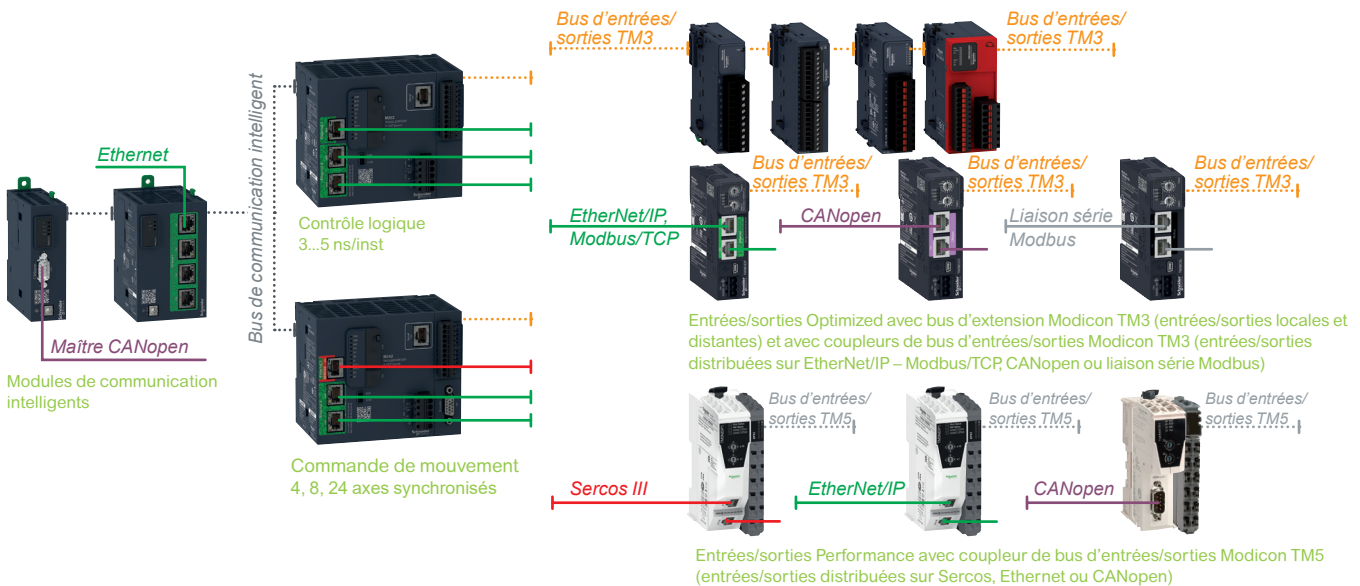 Bus d'entrées/
sorties TM3
Bus d'entrées/
sorties TM3
Bus de communication intelligent
Ethernet
Maître CANopen
Modules de communication
intelligents
Contrôle logique
3...5 ns/inst
Bus d'entrées/
sorties TM3
Bus d'entrées/
sorties TM3
Bus d'entrées/
sorties TM3
EtherNet/IP,
Modbus/TCP
CANopen
Liaison série
Modbus
Entrées/sorties Optimized avec bus d'extension Modicon TM3 (entrées/sorties locales et
distantes) et avec coupleurs de bus d'entrées/sorties Modicon TM3 (entrées/sorties
distribuées sur EtherNet/IP – Modbus/TCP, CANopen ou liaison série Modbus)
Commande de mouvement
4, 8, 24 axes synchronisés
Bus d'entrées/
sorties TM5
Bus d'entrées/
sorties TM5
Bus d'entrées/
sorties TM5
Sercos III
EtherNet/IP
CANopen
Entrées/sorties Performance avec coupleur de bus d'entrées/sorties Modicon TM5
(entrées/sorties distribuées sur Sercos, Ethernet ou CANopen)